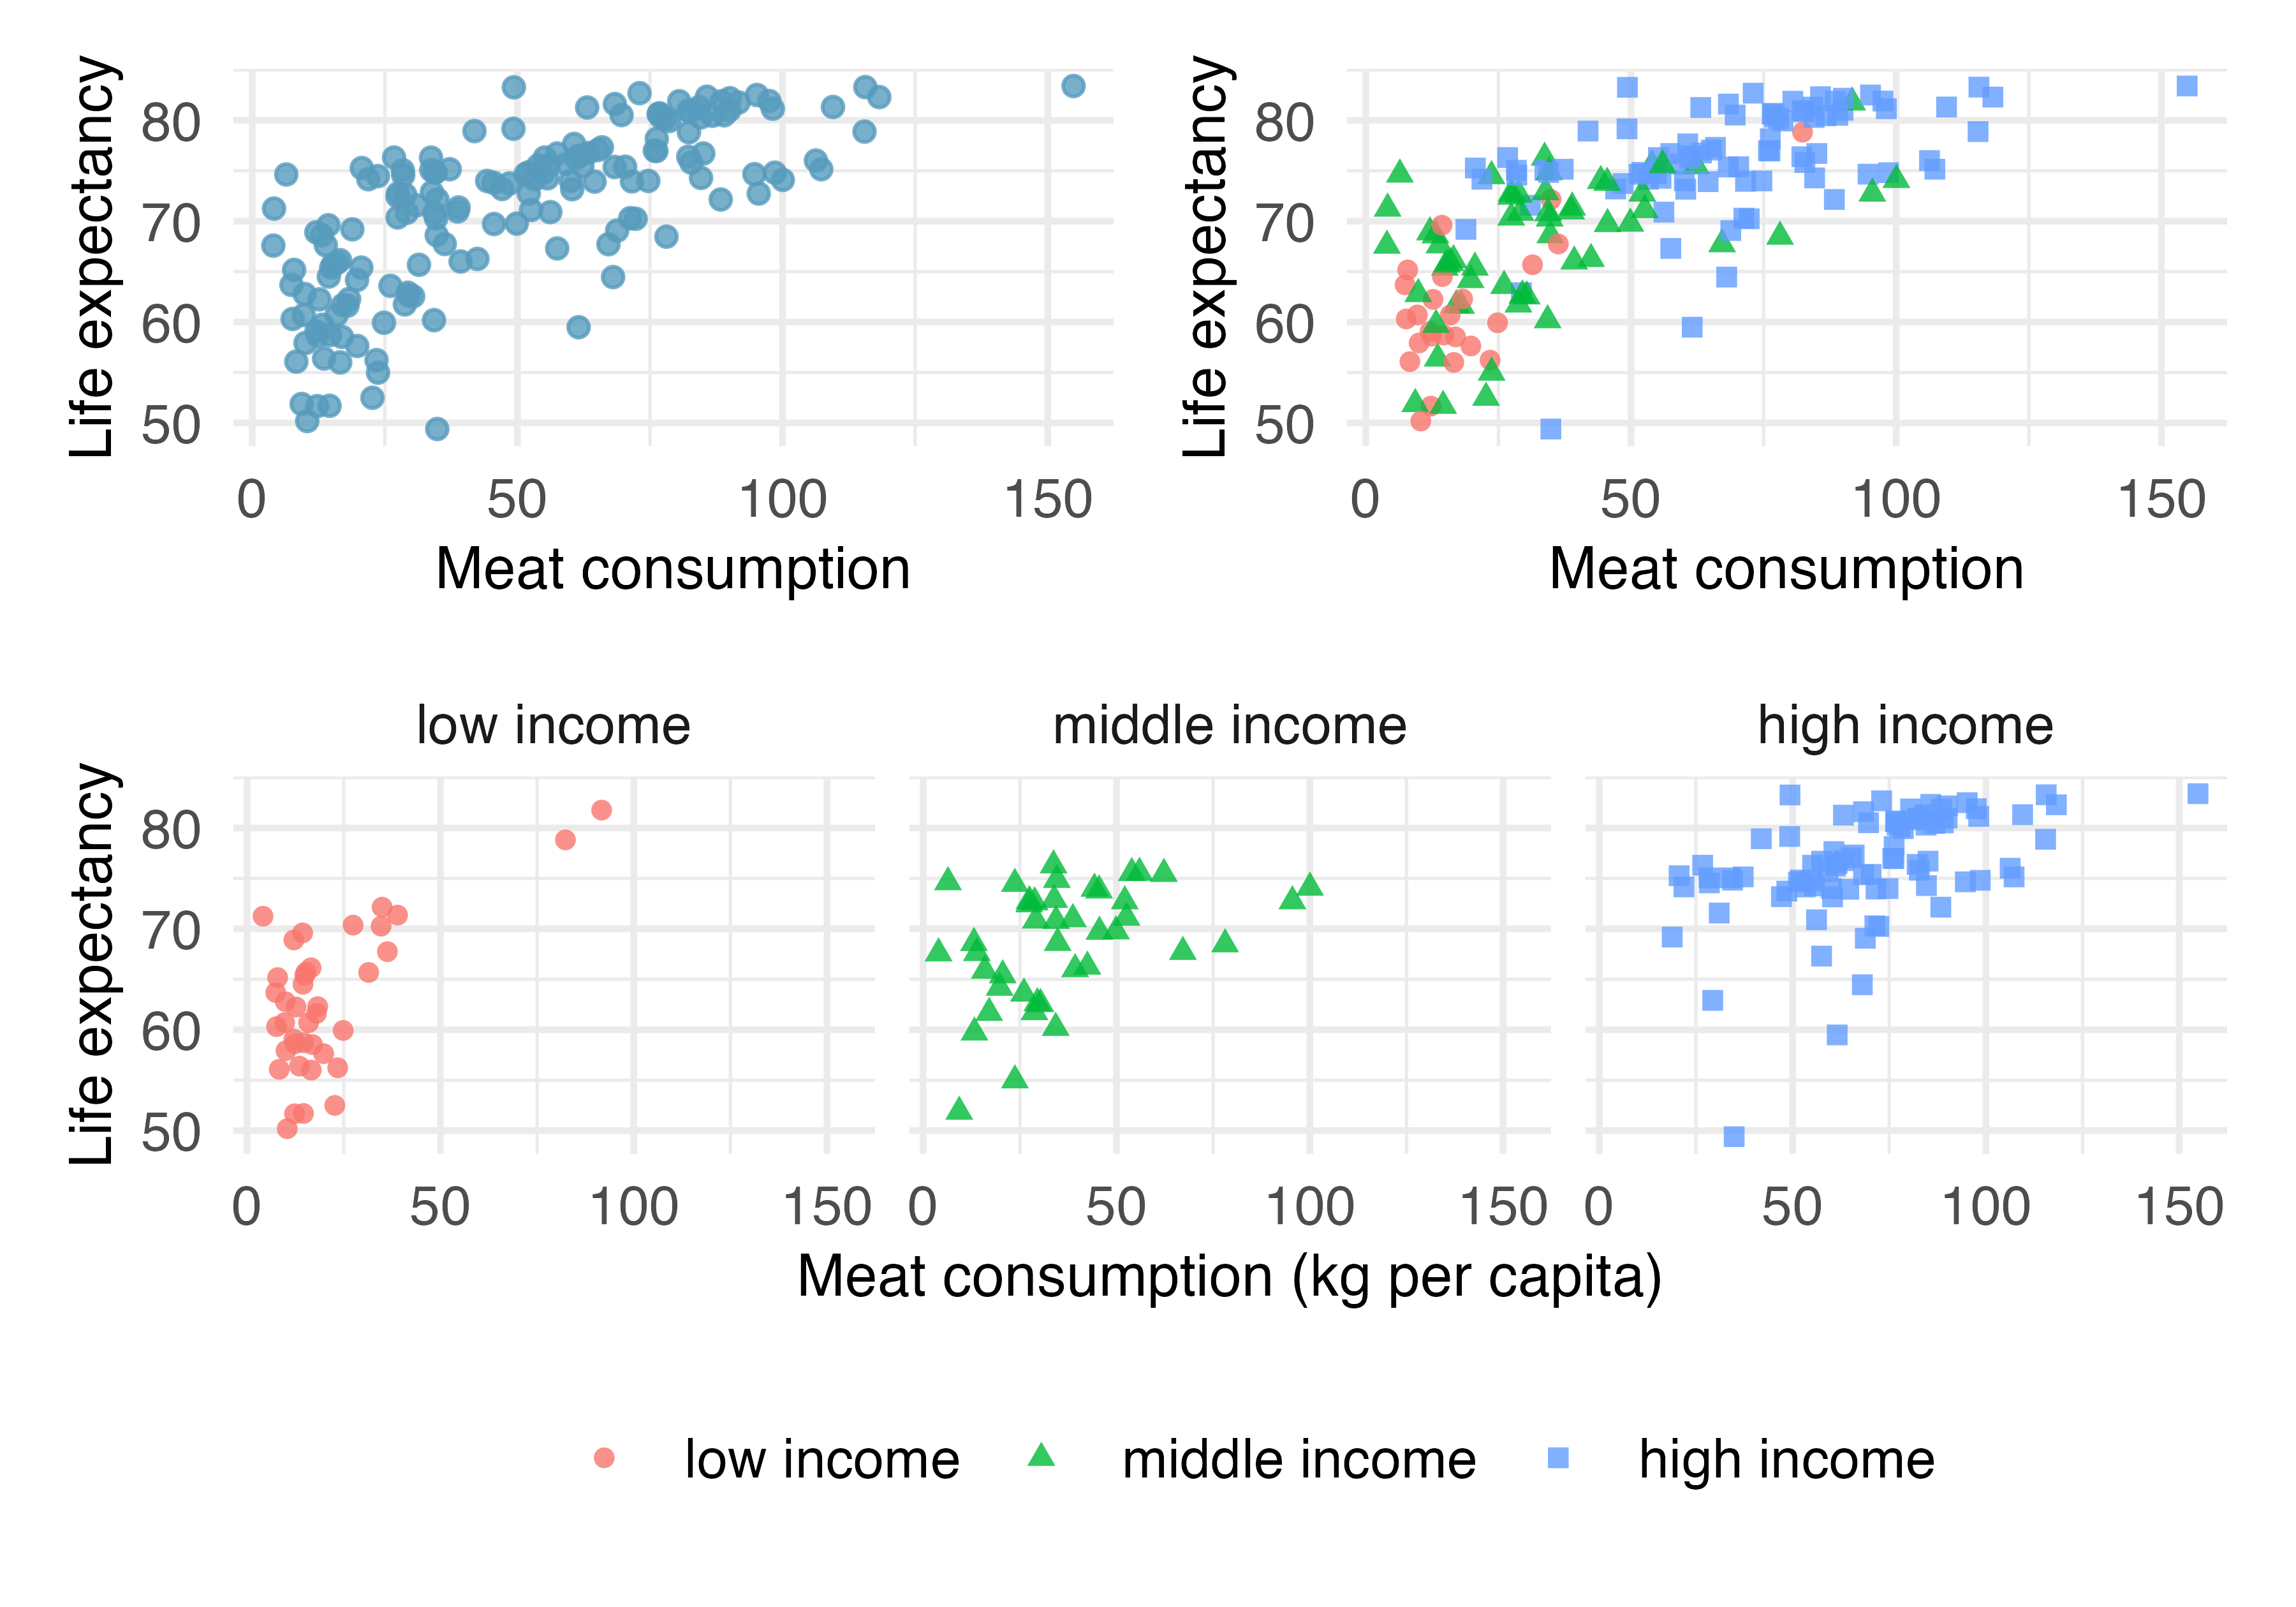 Life expectancy
80
70
60
50
0 50 100 150
Meat consumption
Life expectancy
80
70
60
50
0 50 100 150
Meat consumption
low income middle income high income
Life expectancy
80
70
60
50
0 50 100 150 0 50 100 150 0 50 100 150
Meat consumption (kg per capita)
low income middle income high income